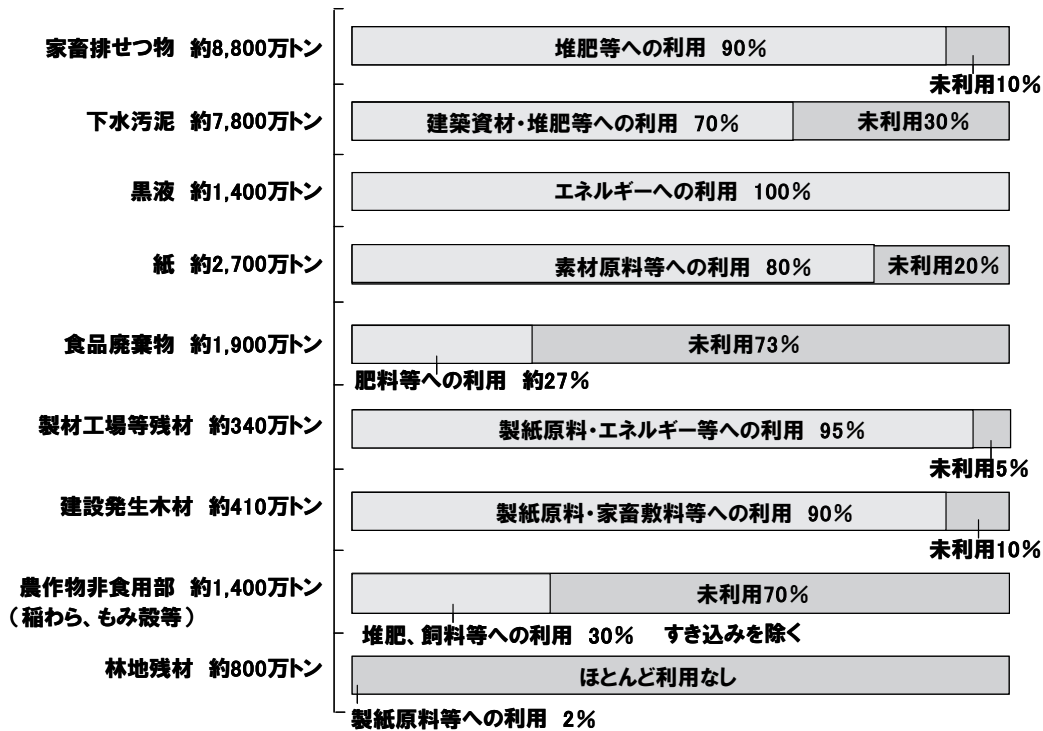 家畜排せつ物 約8,800万トン
堆肥等への利用 90%
未利用10%
下水汚泥 約7,800万トン
建築資材・堆肥等への利用 70%
未利用30%
黒液 約1,400万トン
エネルギーへの利用 100%
紙 約2,700万トン
素材原料等への利用 80%
未利用20%
食品廃棄物 約1,900万トン
未利用73%
肥料等への利用 約27%
製材工場等残材 約340万トン
製紙原料・エネルギー等への利用 95%
未利用5%
建設発生木材 約410万トン
製紙原料・家畜敷料等への利用 90%
未利用10%
農作物非食用部 約1,400万トン
(稲わら、もみ殻等)
未利用70%
堆肥、飼料等への利用 30% すき込みを除く
林地残材 約800万トン
ほとんど利用なし
製紙原料等への利用 2%